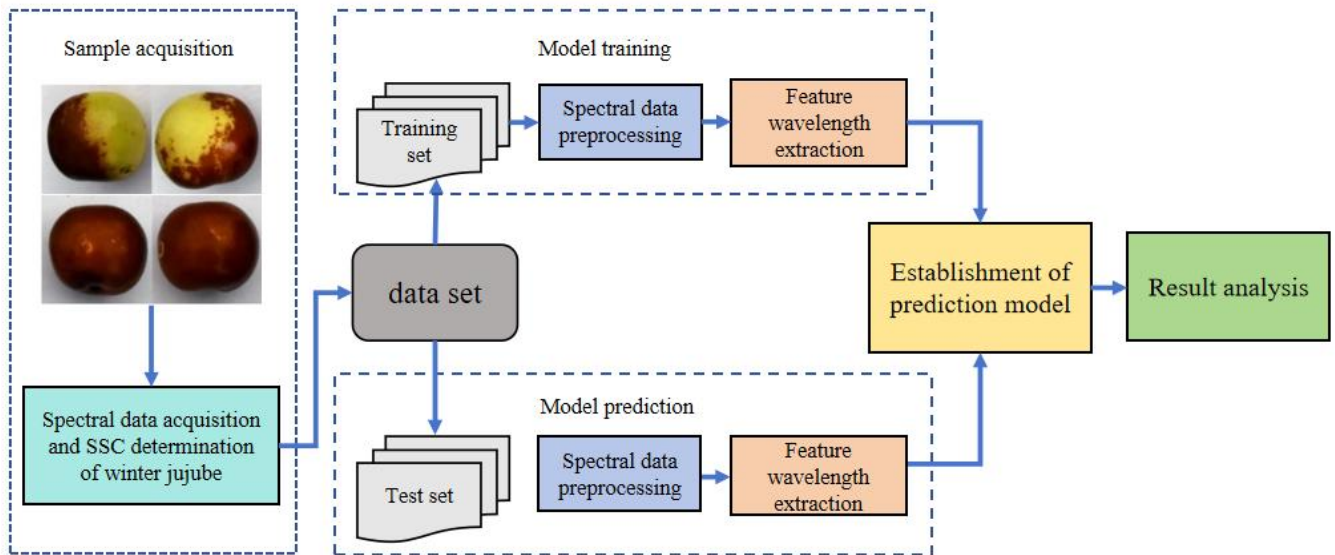 Sample acquisition
Spectral data acquisition
and SSC determination
of winter jujube
data set
Model training
Training
set
Spectral data
preprocessing
Feature
wavelength
extraction
Model prediction
Test set
Spectral data
preprocessing
Feature
wavelength
extraction
Establishment of
prediction model
Result analysis